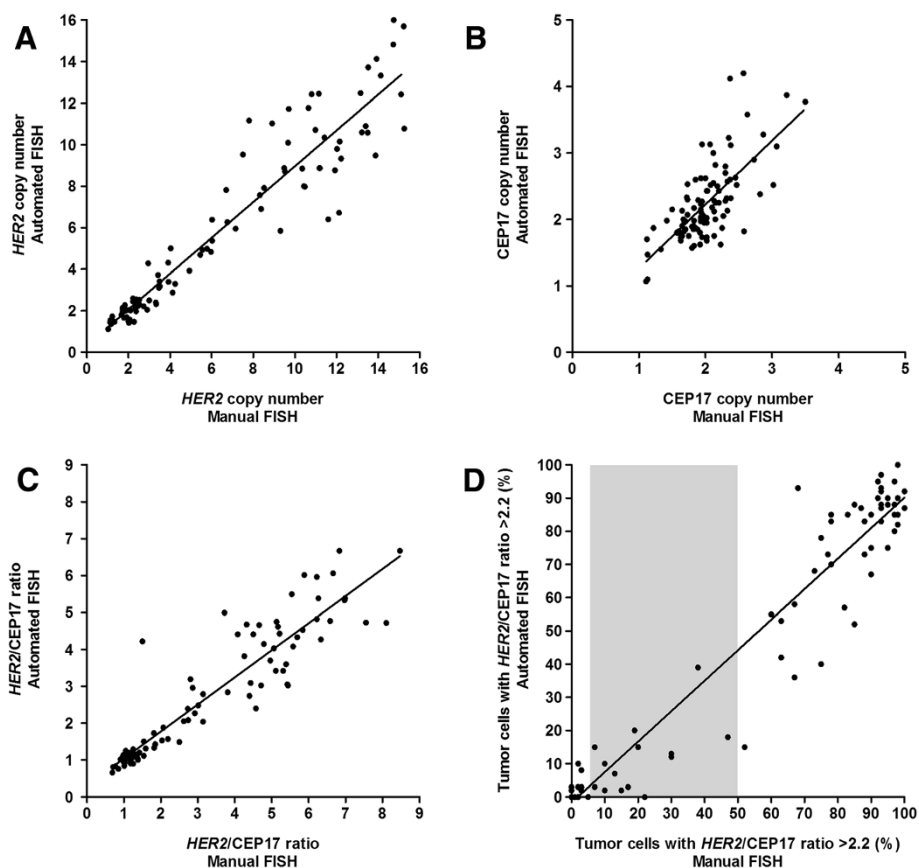 A
16
14
12
10
8
6
4
2
0
HER2 copy number
Automated FISH
0 2 4 6 8 10 12 14 16
HER2 copy number
Manual FISH
B
5
4
3
2
1
0
CEP17 copy number
Automated FISH
0 1 2 3 4 5
CEP17 copy number
Manual FISH
C
9
8
7
6
5
4
3
2
1
0
HER2/CEP17 ratio
Automated FISH
0 1 2 3 4 5 6 7 8 9
HER2/CEP17 ratio
Manual FISH
D
100
90
80
70
60
50
40
30
20
10
0
Tumor cells with HER2/CEP17 ratio >2.2 (%)
Automated FISH
0 10 20 30 40 50 60 70 80 90 100
Tumor cells with HER2/CEP17 ratio >2.2 (%)
Manual FISH